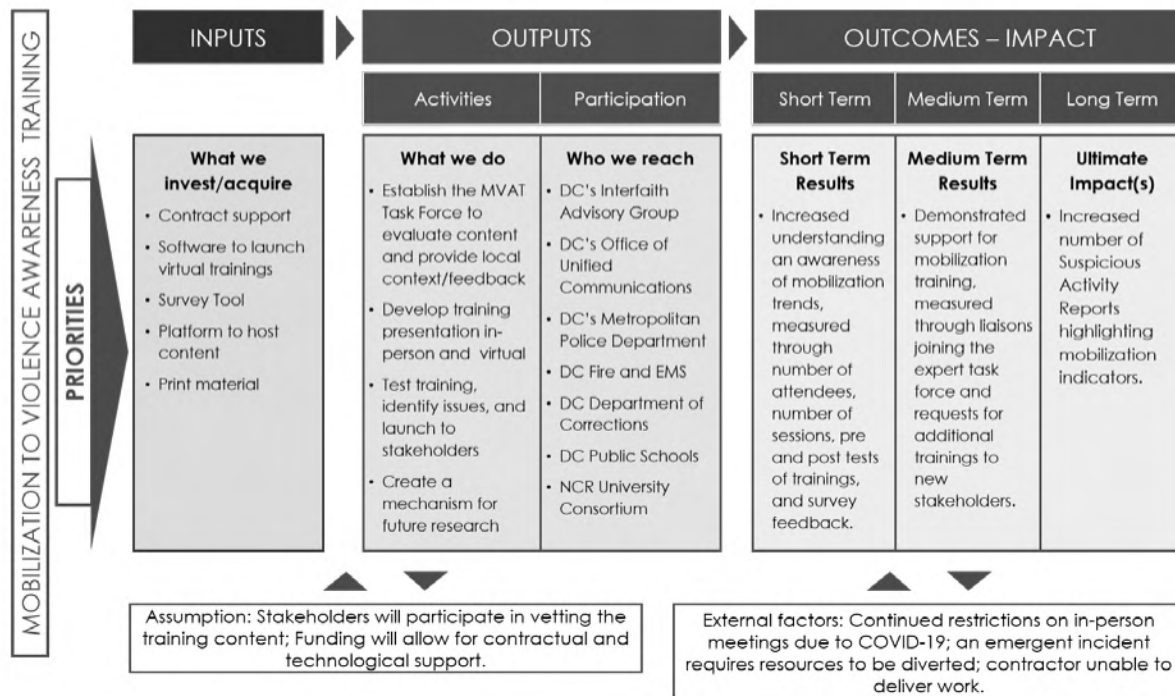 MOBILIZATION TO VIOLENCE AWARENESS TRAINING
PRIORITIES
INPUTS
What we
invest/acquire
• Contract support
• Software to launch
virtual trainings
• Survey Tool
• Platform to host
content
• Print material
OUTPUTS
Activities
What we do
• Establish the MVAT
Task Force to
evaluate content
and provide local
context/feedback
• Develop training
presentation in-
person and virtual
• Test training,
identify issues, and
launch to
stakeholders
• Create a
mechanism for
future research
Participation
Who we reach
• DC's Interfaith
Advisory Group
• DC's Office of
Unified
Communications
• DC's Metropolitan
Police Department
• DC Fire and EMS
• DC Department of
Corrections
• DC Public Schools
• NCR University
Consortium
OUTCOMES – IMPACT
Short Term
Short Term
Results
• Increased
understanding
an awareness
of mobilization
trends,
measured
through
number of
attendees,
number of
sessions, pre
and post tests
of trainings,
and survey
feedback.
Medium Term
Medium Term
Results
• Demonstrated
support for
mobilization
training,
measured
through liaisons
joining the
expert task
force and
requests for
additional
trainings to
new
stakeholders.
Long Term
Ultimate
Impact(s)
• Increased
number of
Suspicious
Activity
Reports
highlighting
mobilization
indicators.
Assumption: Stakeholders will participate in vetting the
training content; Funding will allow for contractual and
technological support.
External factors: Continued restrictions on in-person
meetings due to COVID-19; an emergent incident
requires resources to be diverted; contractor unable to
deliver work.